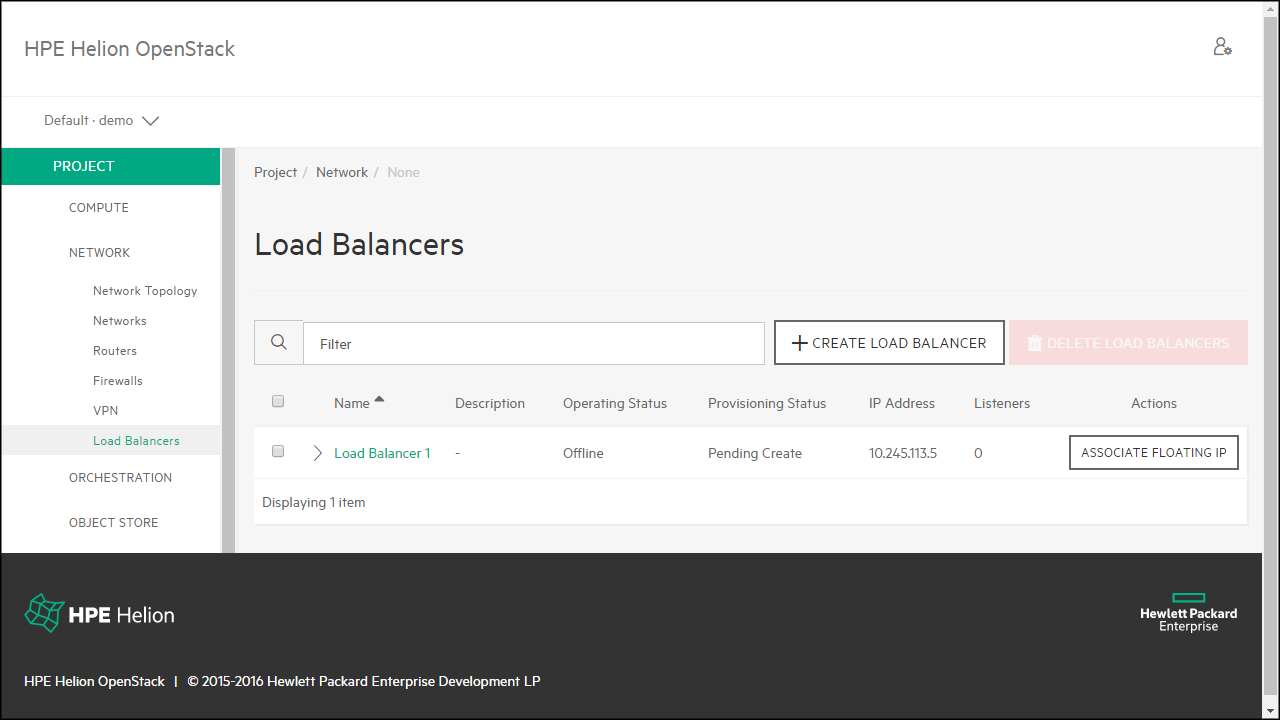 HPE Helion OpenStack
Default · demo
PROJECT
COMPUTE
NETWORK
Network Topology
Networks
Routers
Firewalls
VPN
Load Balancers
ORCHESTRATION
OBJECT STORE
Project / Network / None
Load Balancers
Filter
CREATE LOAD BALANCER
DELETE LOAD BALANCERS
Name Description Operating Status Provisioning Status IP Address Listeners Actions
Load Balancer 1 - Offline Pending Create 10.245.113.5 0 ASSOCIATE FLOATING IP
Displaying 1 item
HPE Helion
Hewlett Packard
Enterprise
HPE Helion OpenStack | © 2015-2016 Hewlett Packard Enterprise Development LP